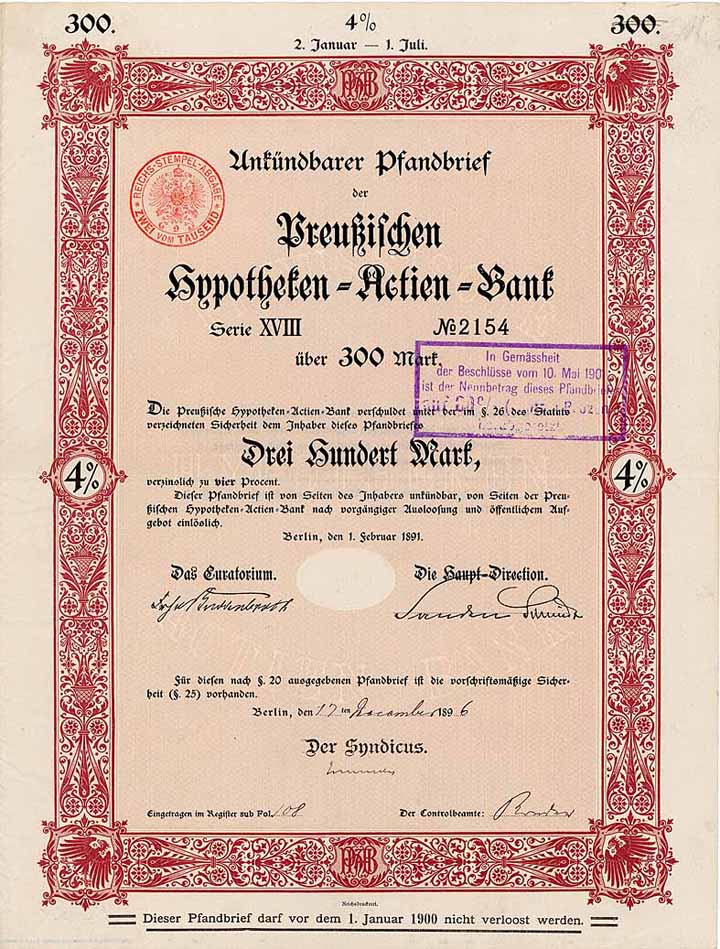 300.
4%
300.
2. Januar — 1. Juli.
REICHS-STEMPEL-ABGABE
ZWEI VOM TAUSEND
Unkündbarer Pfandbrief
der
Preußischen
Hypotheken-Actien-Bank
Serie XVIII № 2154
über 300 Mark,
In Gemässheit
der Beschlüsse vom 10. Mai 190
ist der Nennbetrag dieses Pfandbriefs
Die Preußische Hypotheken-Actien-Bank verschuldet unter der im §. 26 des Statuts
verzeichneten Sicherheit dem Inhaber dieses Pfandbriefes
Drei Hundert Mark,
4%
4%
verzinslich zu vier Procent.
Dieser Pfandbrief ist von Seiten des Inhabers unkündbar, von Seiten der Preu-
ßischen Hypotheken-Actien-Bank nach vorgängiger Ausloosung und öffentlichem Auf-
gebot einlöslich.
Berlin, den 1. Februar 1891.
Das Curatorium. Die Haupt-Direction.
Sanden Schmidt
Für diesen nach §. 20 ausgegebenen Pfandbrief ist die vorschriftsmäßige Sicher-
heit (§. 25) vorhanden.
Berlin, den 17ten December 1896
Der Syndicus.
Eingetragen im Register sub Fol. 108 Der Controlbeamte:
Reichsdruckerei.
Dieser Pfandbrief darf vor dem 1. Januar 1900 nicht verloost werden.